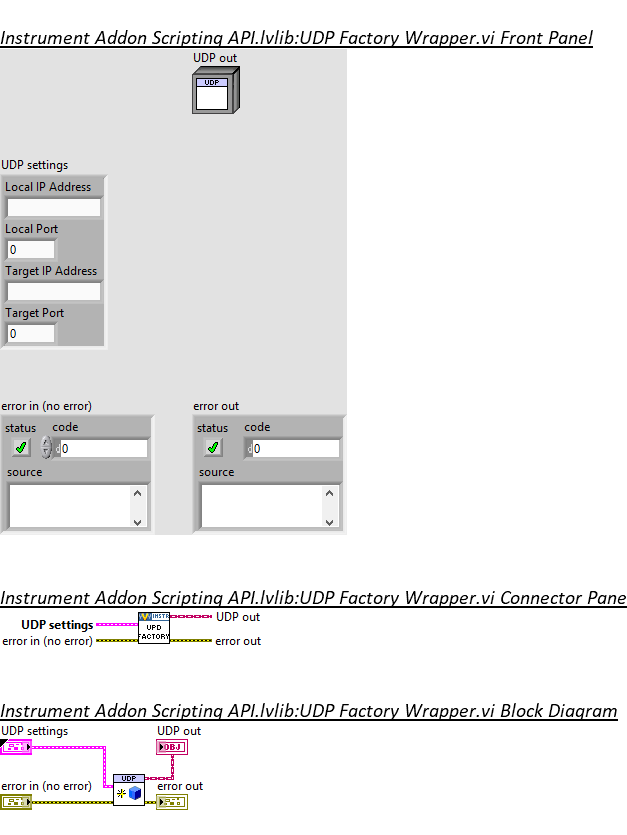 Instrument Addon Scripting API.lvlib:UDP Factory Wrapper.vi Front Panel
UDP out
UDP
UDP settings
Local IP Address
Local Port
0
Target IP Address
Target Port
0
error in (no error)
error out
status code
status code
d0
d0
source
source
Instrument Addon Scripting API.lvlib:UDP Factory Wrapper.vi Connector Pane
INSTR
UDP out
UDP settings
UPD
FACTORY
error in (no error)
error out
Instrument Addon Scripting API.lvlib:UDP Factory Wrapper.vi Block Diagram
UDP settings
UDP out
OBJ
UDP
error in (no error)
error out